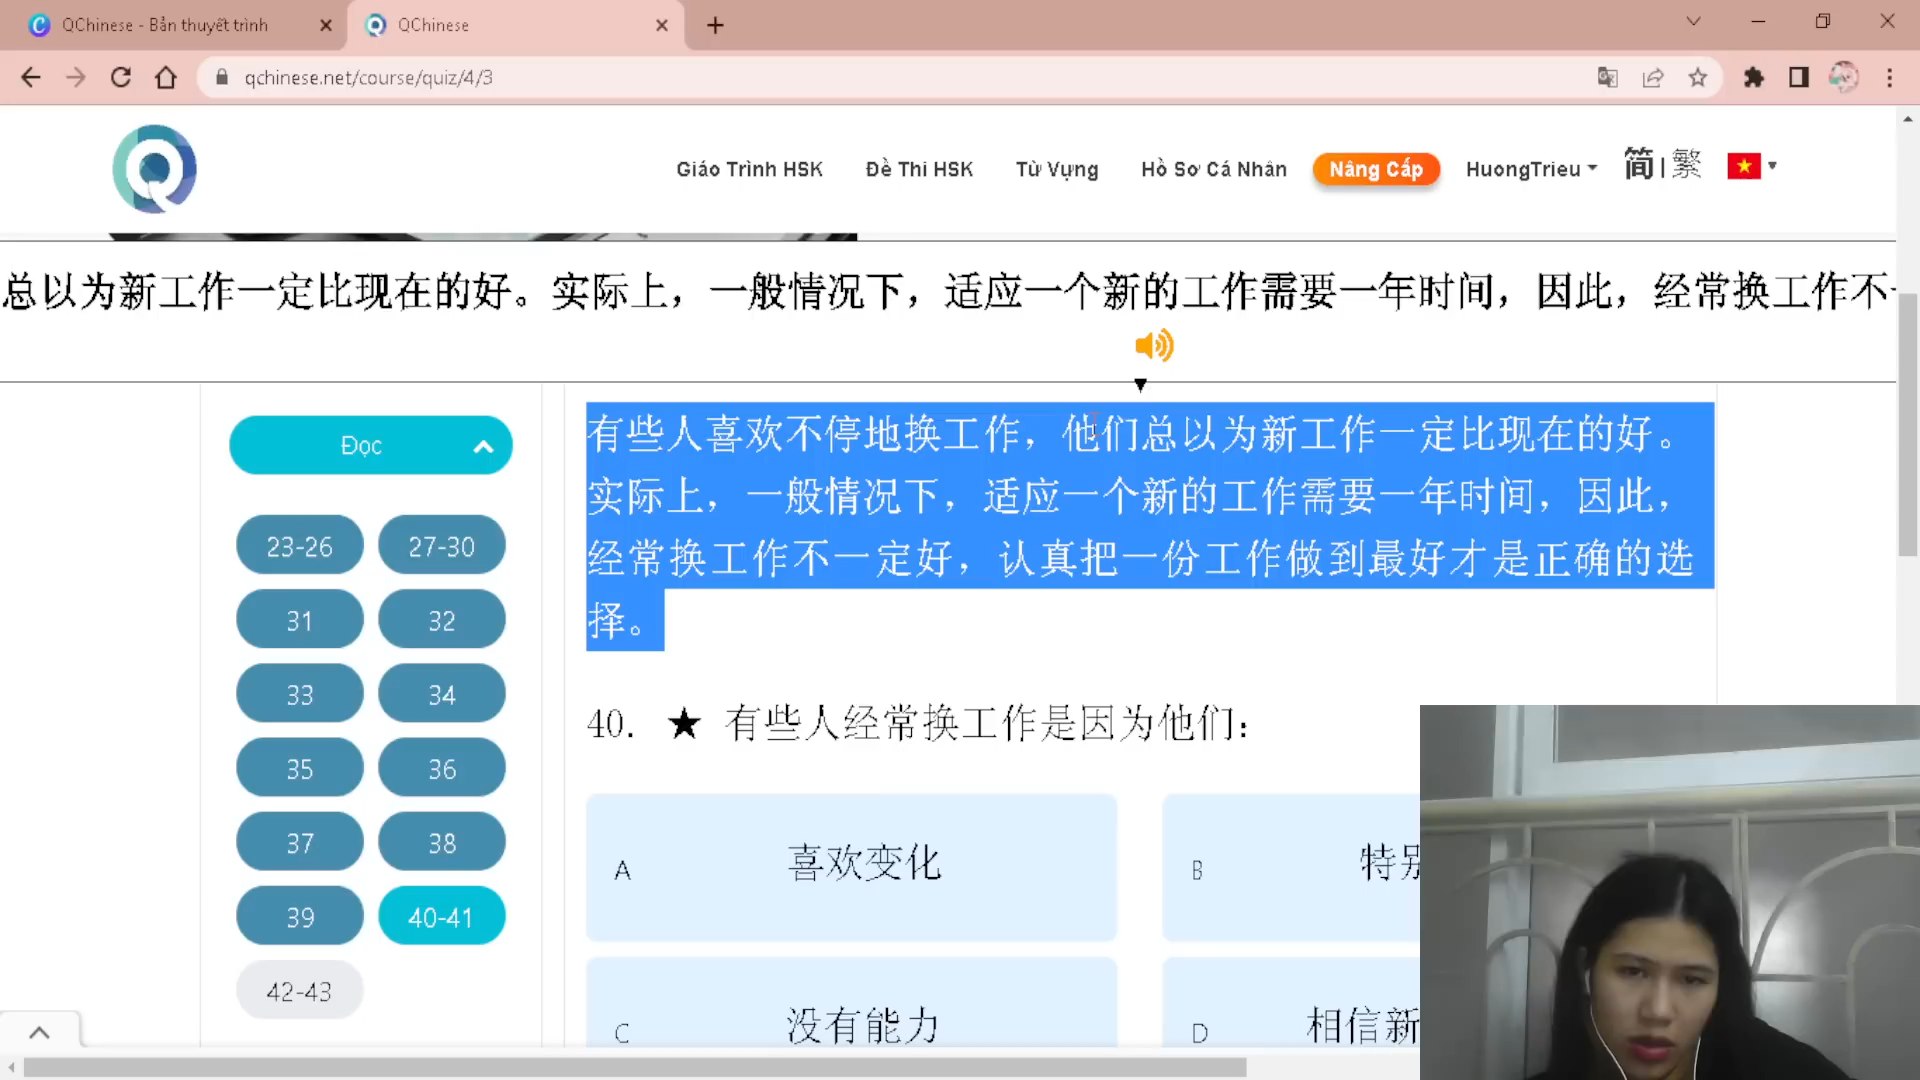 QChinese - Bản thuyết trình
QChinese
qchinese.net/course/quiz/4/3
Giáo Trình HSK
Đề Thi HSK
Từ Vựng
Hồ Sơ Cá Nhân
Nâng Cấp
HuongTrieu
简 | 繁
总以为新工作一定比现在的好。实际上，一般情况下，适应一个新的工作需要一年时间，因此，经常换工作不
Đọc
23-26
27-30
31
32
33
34
35
36
37
38
39
40-41
42-43
有些人喜欢不停地换工作，他们总以为新工作一定比现在的好。
实际上，一般情况下，适应一个新的工作需要一年时间，因此，
经常换工作不一定好，认真把一份工作做到最好才是正确的选
择。
40. ★ 有些人经常换工作是因为他们：
A 喜欢变化
B 特别
C 没有能力
D 相信新